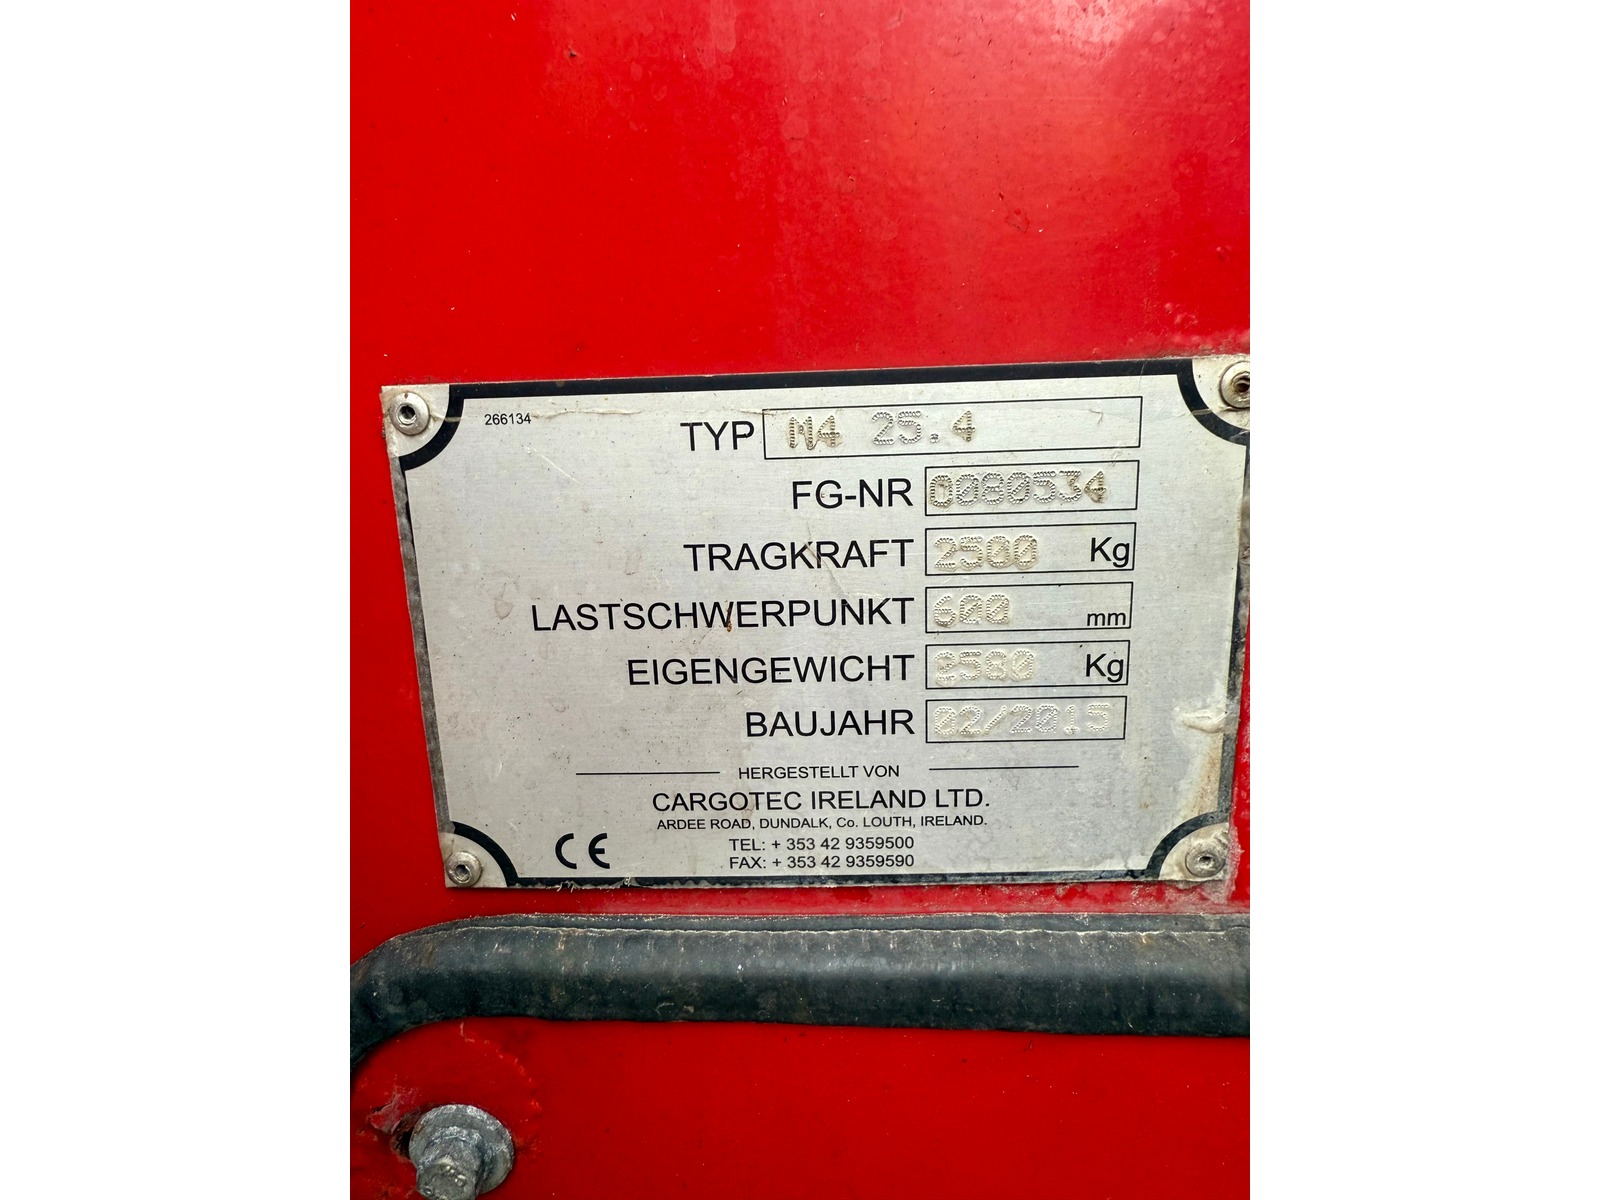 266134
TYP M4 25.4
FG-NR 0080534
TRAGKRAFT 2500 Kg
LASTSCHWERPUNKT 600 mm
EIGENGEWICHT 2580 Kg
BAUJAHR 02/2015
HERGESTELLT VON
CARGOTEC IRELAND LTD.
ARDEE ROAD, DUNDALK, Co. LOUTH, IRELAND.
TEL: + 353 42 9359500
FAX: + 353 42 9359590
CE